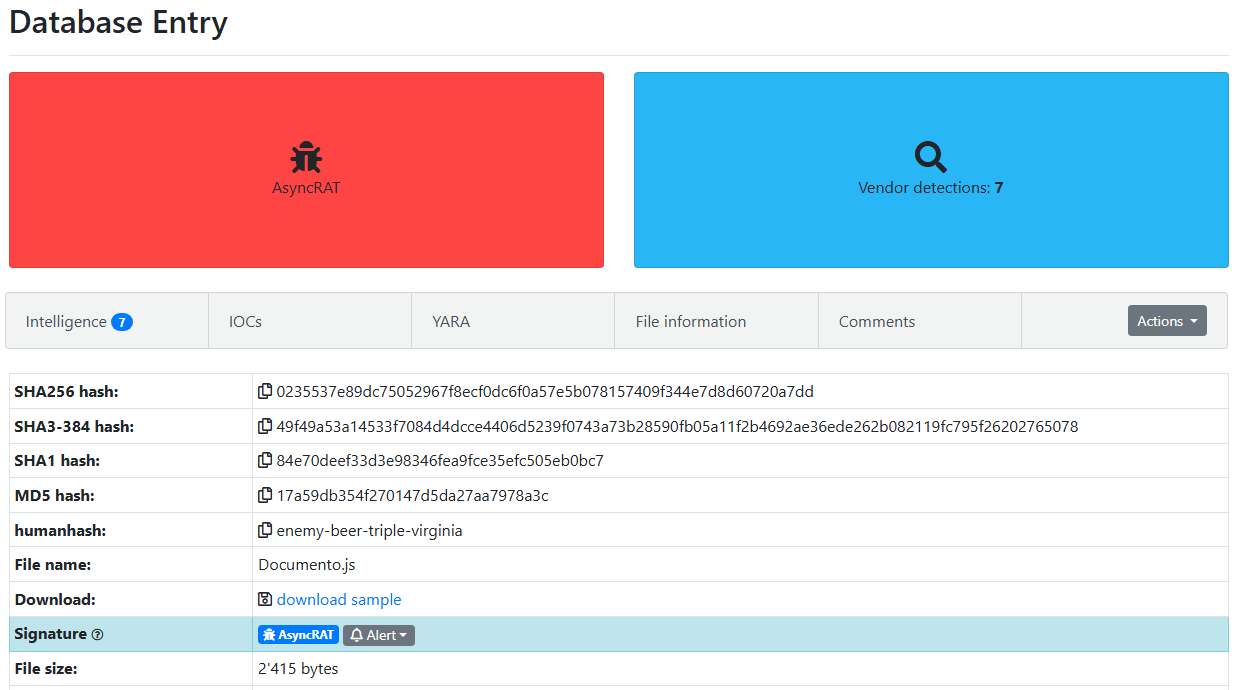 Database Entry
AsyncRAT
Vendor detections: 7
Intelligence 7 IOCs YARA File information Comments Actions
SHA256 hash: 0235537e89dc75052967f8ecf0dc6f0a57e5b078157409f344e7d8d60720a7dd
SHA3-384 hash: 49f49a53a14533f7084d4dcce4406d5239f0743a73b28590fb05a11f2b4692ae36ede262b082119fc795f26202765078
SHA1 hash: 84e70deef33d3e98346fea9fce35efc505eb0bc7
MD5 hash: 17a59db354f270147d5da27aa7978a3c
humanhash: enemy-beer-triple-virginia
File name: Documento.js
Download: download sample
Signature ? AsyncRAT Alert
File size: 2'415 bytes